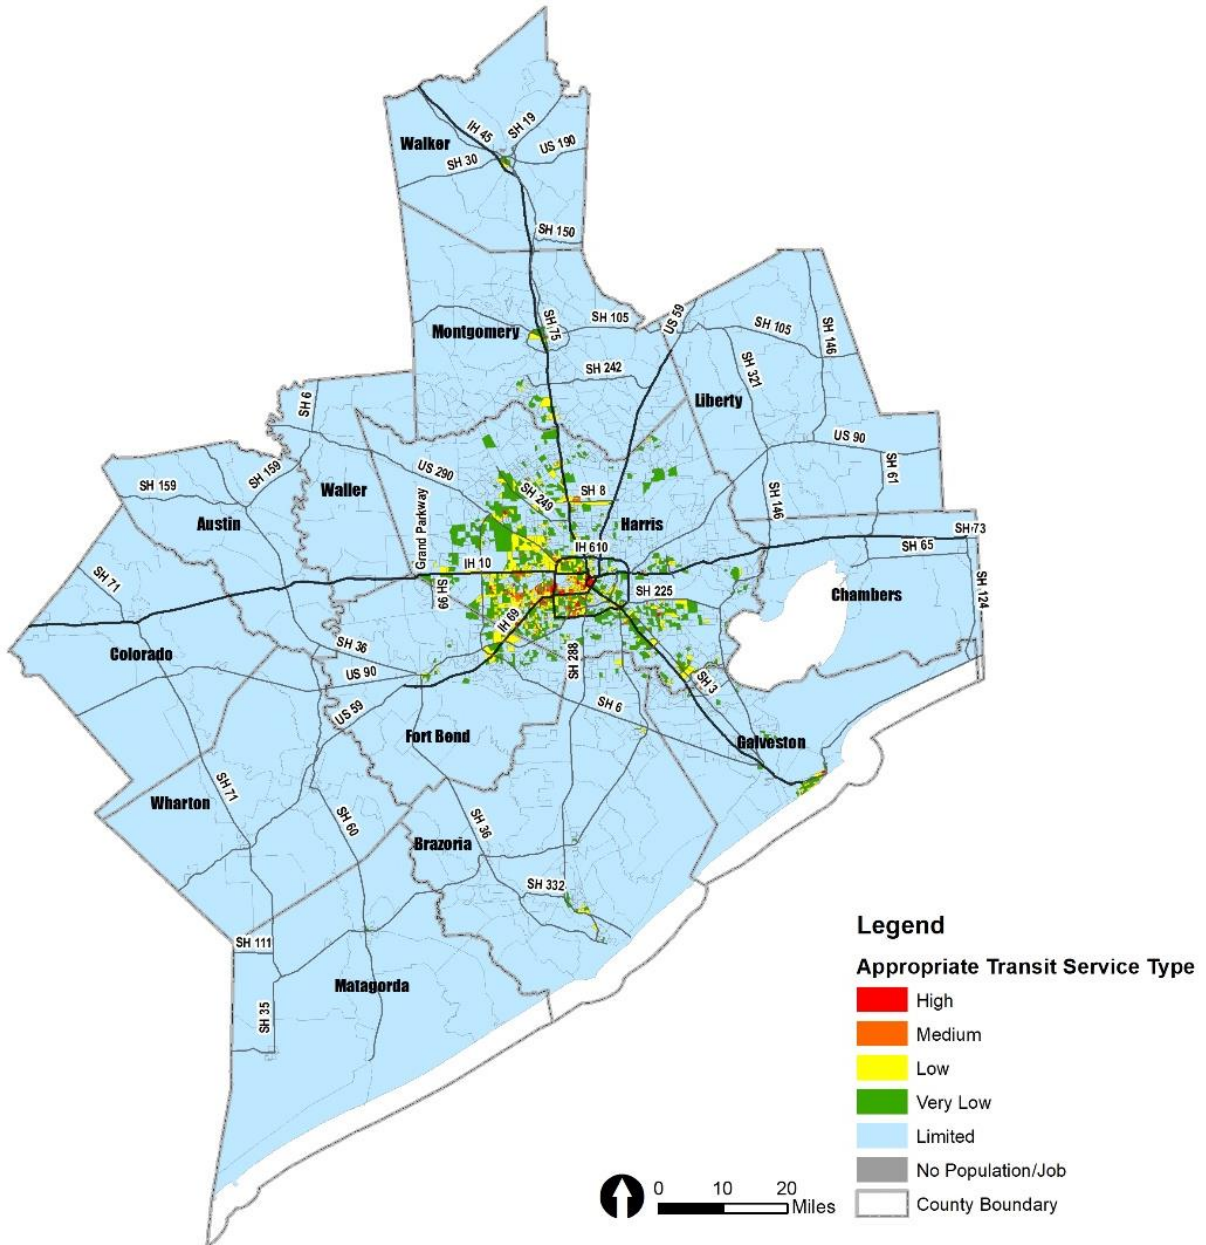 IH 45
SH 19
Walker
US 190
SH 30
SH 150
US 59
SH 75
SH 105
Montgomery
SH 105
SH 146
SH 242
SH 321
SH 6
Liberty
US 90
SH 159
US 290
SH 61
SH 159
Waller
SH 249
SH 8
SH 146
Austin
Grand Parkway
Harris
SH 73
IH 610
SH 65
IH 10
SH 71
SH 99
SH 225
Chambers
SH 124
IH 69
Colorado
SH 36
SH 288
US 90
SH 3
US 59
SH 6
Fort Bend
Galveston
SH 71
Wharton
SH 60
SH 36
Brazoria
SH 332
Legend
SH 111
Appropriate Transit Service Type
Matagorda
High
SH 35
Medium
Low
Very Low
Limited
No Population/Job
0 10 20
Miles
County Boundary